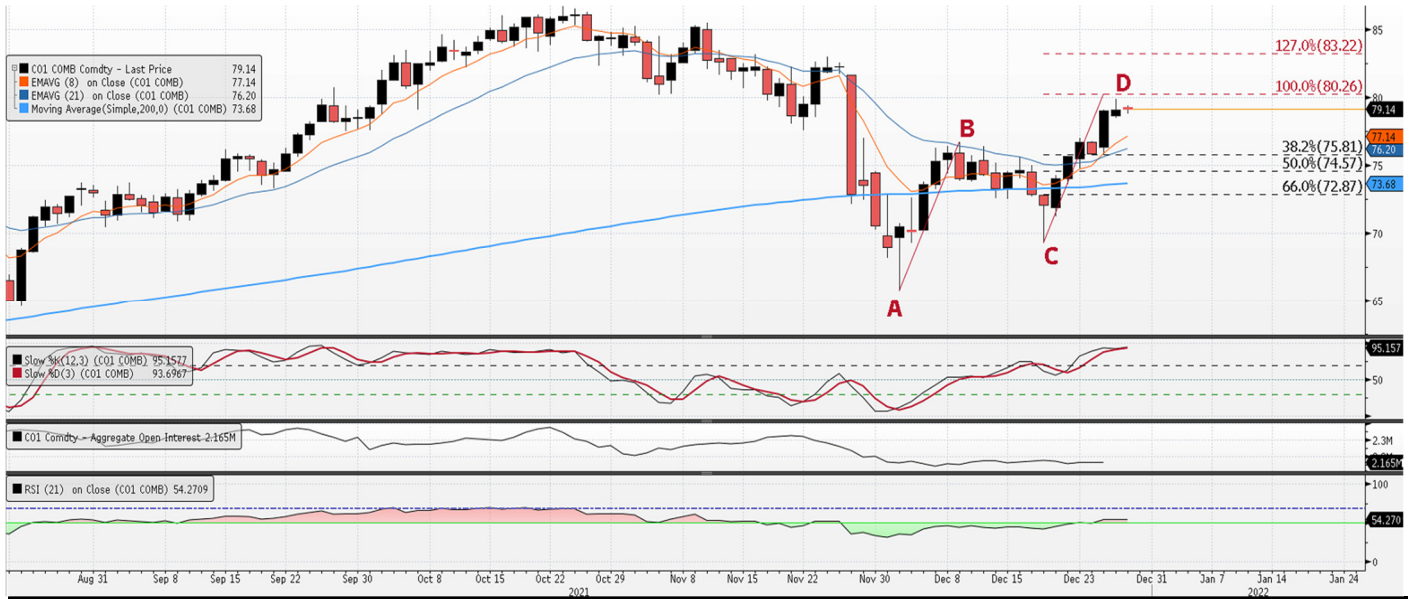 CO1 COMB Comdty - Last Price 79.14
EMAVG (8) on Close (CO1 COMB) 77.14
EMAVG (21) on Close (CO1 COMB) 76.20
Moving Average(Simple,200,0) (CO1 COMB) 73.68
A
B
C
D
127.0%(83.22)
100.0%(80.26)
38.2%(75.81)
50.0%(74.57)
66.0%(72.87)
85
80
79.14
77.14
76.20
75
73.68
70
65
Slow %K(12,3) (CO1 COMB) 95.1577
Slow %D(3) (CO1 COMB) 93.6967
95.157
50
0
CO1 Comdty - Aggregate Open Interest 2.165M
2.3M
2.165M
RSI (21) on Close (CO1 COMB) 54.2709
100
54.270
0
Aug 31 Sep 8 Sep 15 Sep 22 Sep 30 Oct 8 Oct 15 Oct 22 Oct 29 Nov 8 Nov 15 Nov 22 Nov 30 Dec 8 Dec 15 Dec 23 Dec 31 Jan 7 Jan 14 Jan 24
2021 2022